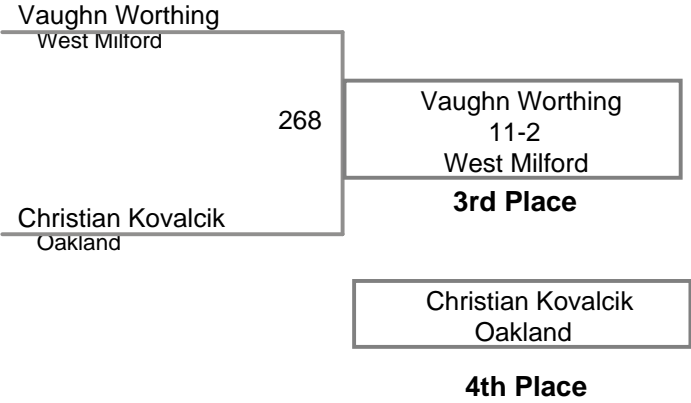 Vaughn Worthing
West Milford
268
Vaughn Worthing
11-2
West Milford
3rd Place
Christian Kovalcik
Oakland
Christian Kovalcik
Oakland
4th Place